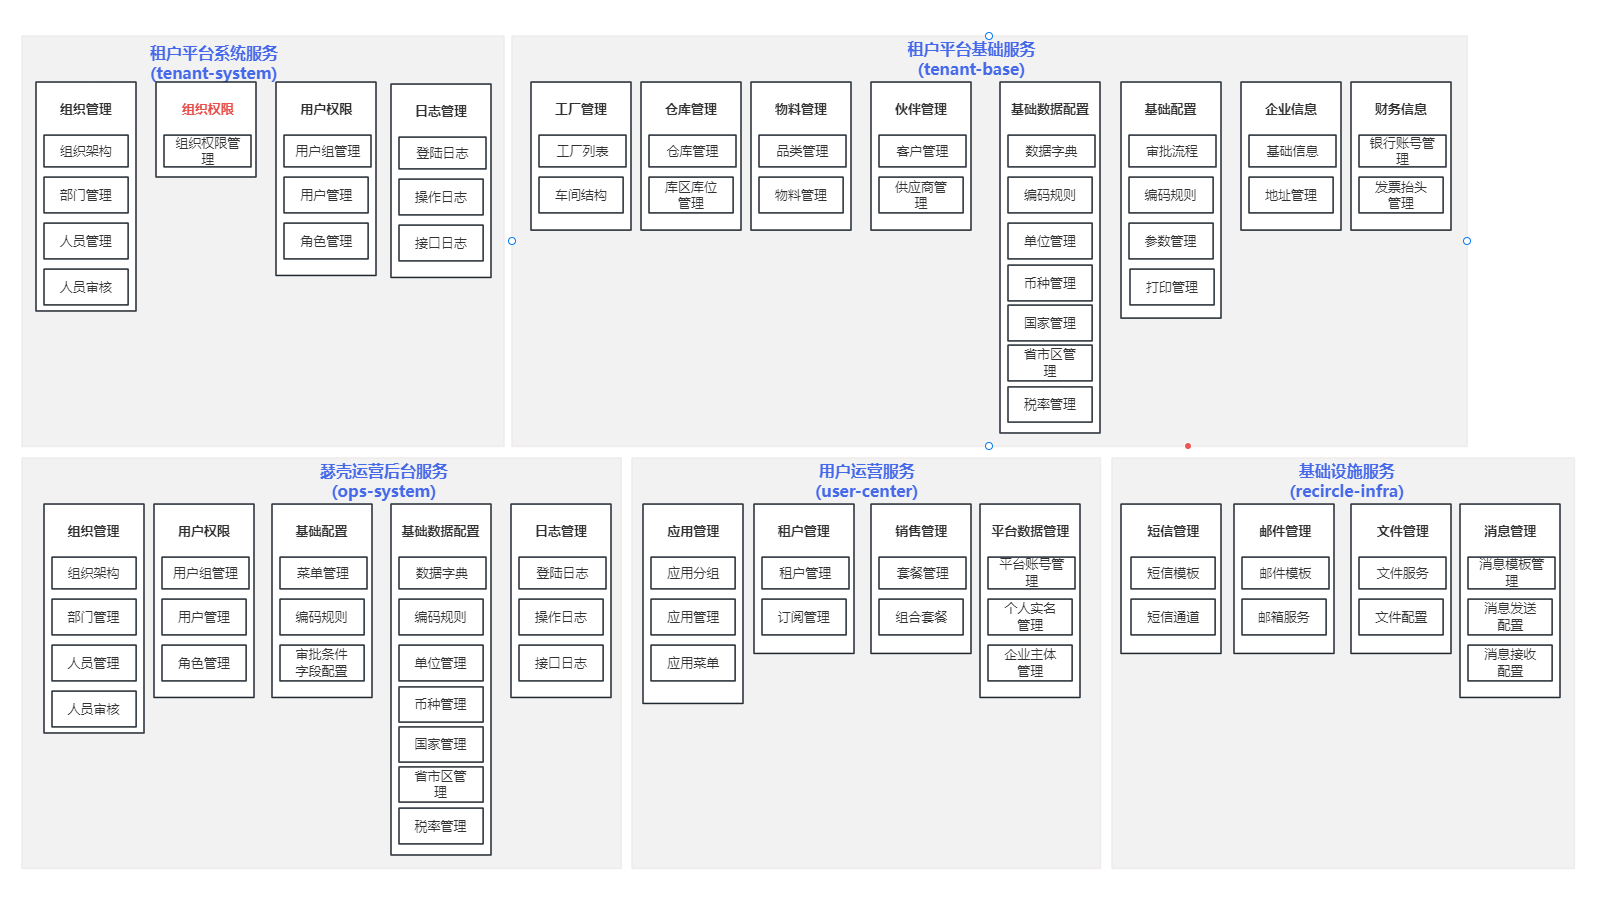 租户平台系统服务
(tenant-system)
组织管理
组织架构
部门管理
人员管理
人员审核
组织权限
组织权限管
理
用户权限
用户组管理
用户管理
角色管理
日志管理
登陆日志
操作日志
接口日志
租户平台基础服务
(tenant-base)
工厂管理
工厂列表
车间结构
仓库管理
仓库管理
库区库位
管理
物料管理
品类管理
物料管理
伙伴管理
客户管理
供应商管
理
基础数据配置
数据字典
编码规则
单位管理
币种管理
国家管理
省市区管
理
税率管理
基础配置
审批流程
编码规则
参数管理
打印管理
企业信息
基础信息
地址管理
财务信息
银行账号管
理
发票抬头
管理
瑟壳运营后台服务
(ops-system)
组织管理
组织架构
部门管理
人员管理
人员审核
用户权限
用户组管理
用户管理
角色管理
基础配置
菜单管理
编码规则
审批条件
字段配置
基础数据配置
数据字典
编码规则
单位管理
币种管理
国家管理
省市区管
理
税率管理
日志管理
登陆日志
操作日志
接口日志
用户运营服务
(user-center)
应用管理
应用分组
应用管理
应用菜单
租户管理
租户管理
订阅管理
销售管理
套餐管理
组合套餐
平台数据管理
平台账号管
理
个人实名
管理
企业主体
管理
基础设施服务
(recircle-infra)
短信管理
短信模板
短信通道
邮件管理
邮件模板
邮箱服务
文件管理
文件服务
文件配置
消息管理
消息模板管
理
消息发送
配置
消息接收
配置